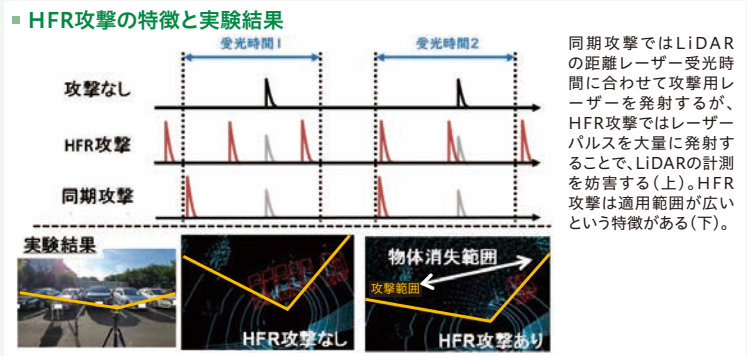 HFR攻撃の特徴と実験結果
受光時間1
受光時間2
攻撃なし
HFR攻撃
同期攻撃
同期攻撃ではLiDAR
の距離レーザー受光時
間に合わせて攻撃用レ
ーザーを発射するが、
HFR攻撃ではレーザー
パルスを大量に発射す
ることで、LiDARの計測
を妨害する(上)。HFR
攻撃は適用範囲が広い
という特徴がある(下)。
実験結果
HFR攻撃なし
物体消失範囲
攻撃範囲
HFR攻撃あり